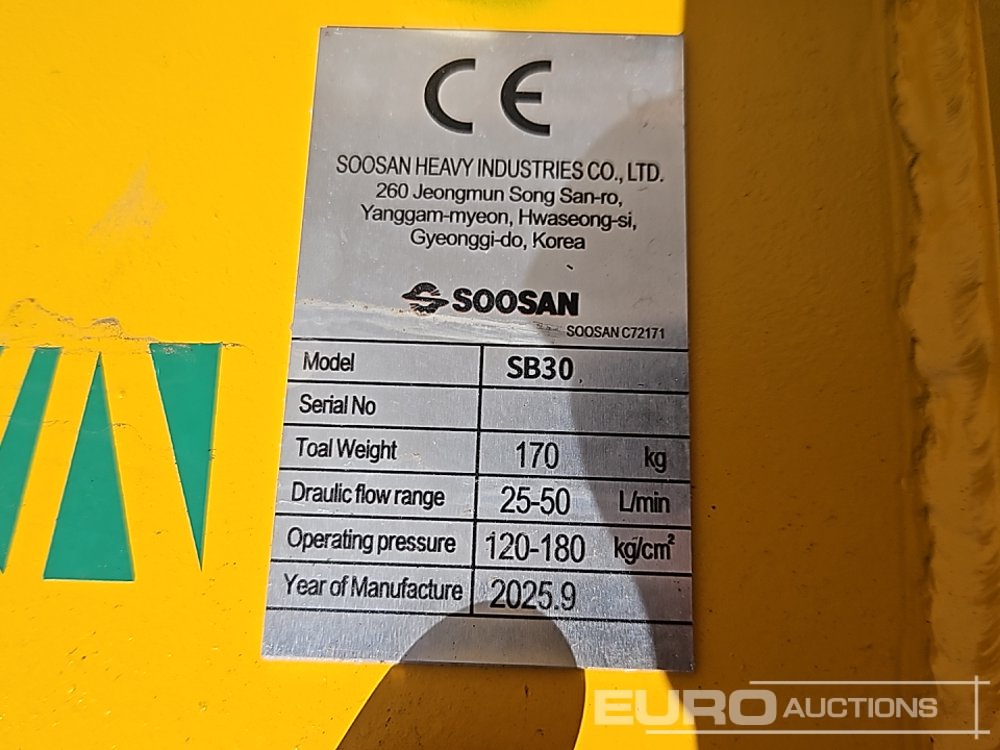 CE
SOOSAN HEAVY INDUSTRIES CO., LTD.
260 Jeongmun Song San-ro,
Yanggam-myeon, Hwaseong-si,
Gyeonggi-do, Korea
SOOSAN
SOOSAN C72171
Model SB30
Serial No
Toal Weight 170 kg
Draulic flow range 25-50 L/min
Operating pressure 120-180 kg/cm²
Year of Manufacture 2025.9
EURO AUCTIONS